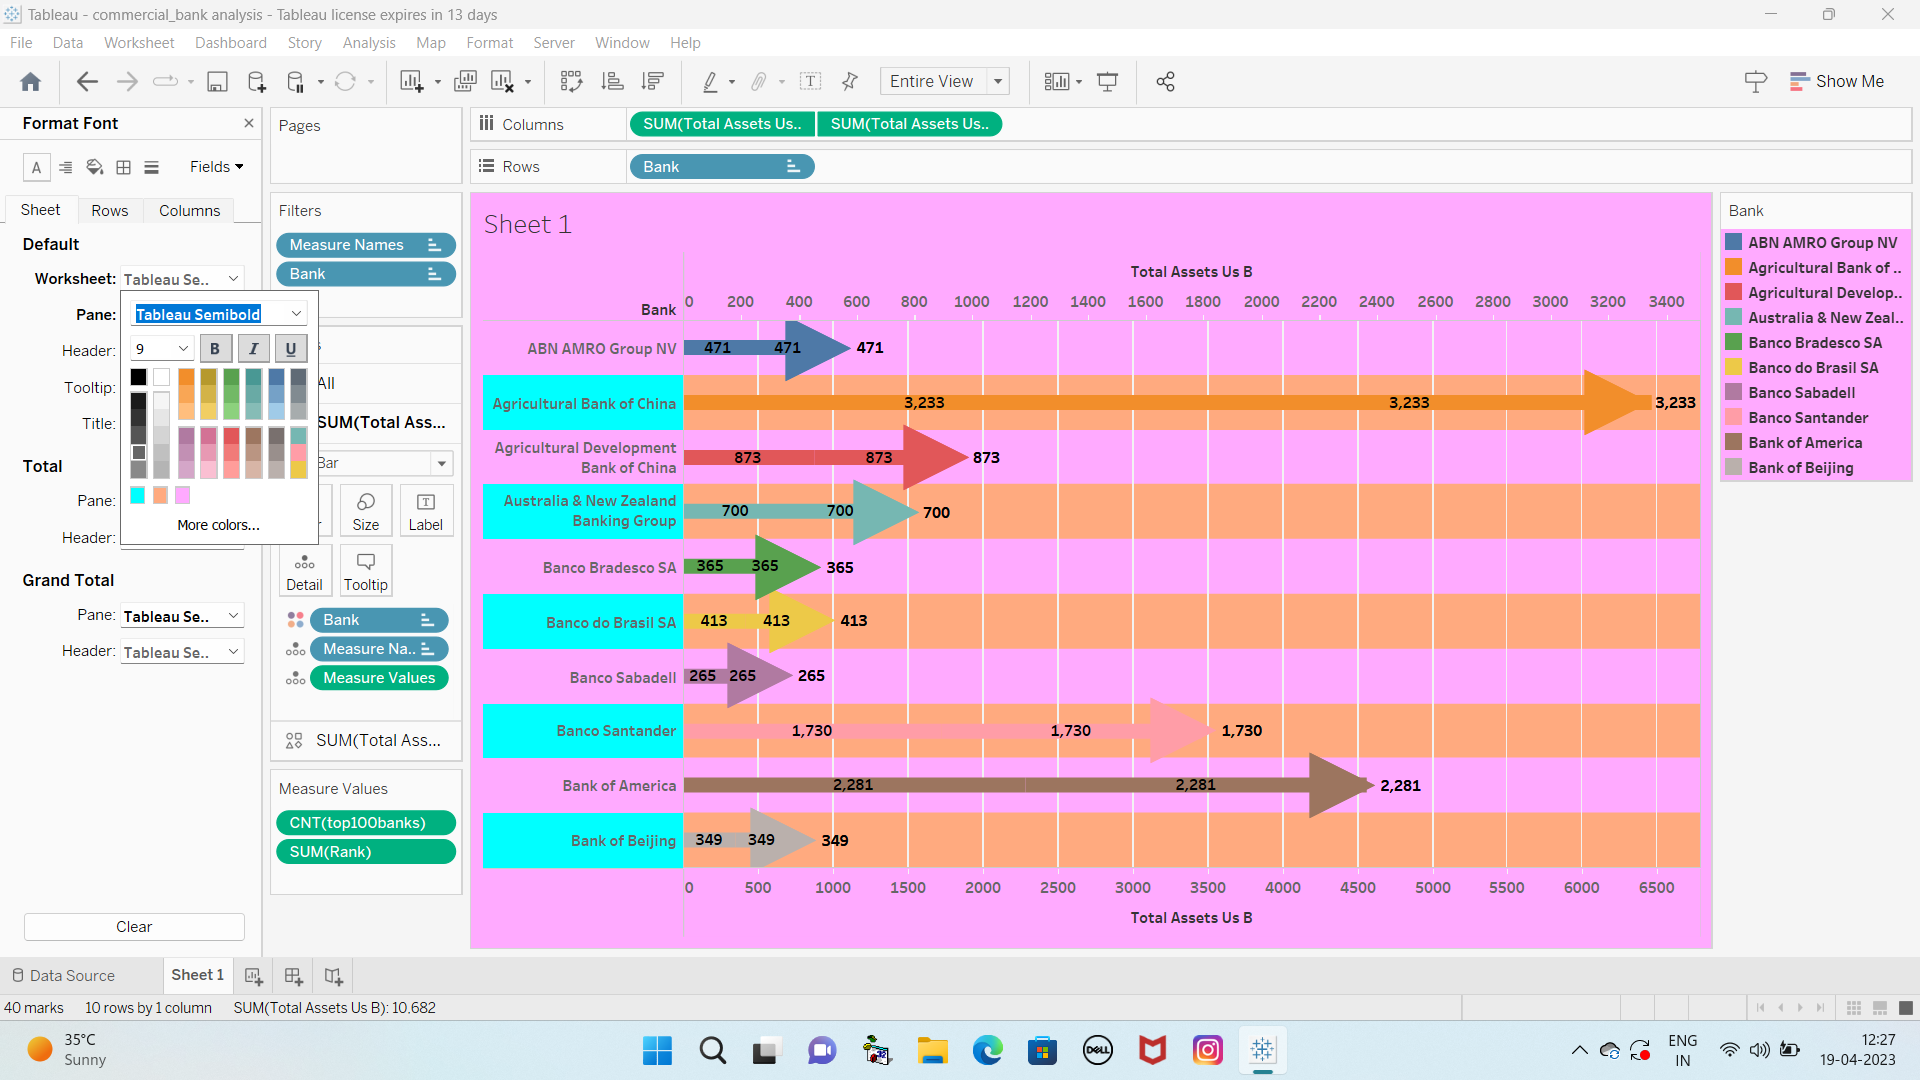 Tableau - commercial_bank analysis - Tableau license expires in 13 days
File Data Worksheet Dashboard Story Analysis Map Format Server Window Help
Entire View
Show Me
Format Font
Fields
Sheet Rows Columns
Default
Worksheet: Tableau Se..
Pane: Tableau Semibold
Header: 9 B I U
Tooltip:
Title:
Total
Pane:
More colors...
Header:
Grand Total
Pane: Tableau Se..
Header: Tableau Se..
Clear
Pages
Filters
Measure Names
Bank
All
SUM(Total Ass...
Bar
Size
Label
Detail
Tooltip
Bank
Measure Na..
Measure Values
SUM(Total Ass...
Measure Values
CNT(top100banks)
SUM(Rank)
Columns SUM(Total Assets Us.. SUM(Total Assets Us..
Rows Bank
Sheet 1
Total Assets Us B
Bank
0 200 400 600 800 1000 1200 1400 1600 1800 2000 2200 2400 2600 2800 3000 3200 3400
ABN AMRO Group NV 471 471 471
Agricultural Bank of China 3,233 3,233 3,233
Agricultural Development
Bank of China 873 873 873
Australia & New Zealand
Banking Group 700 700 700
Banco Bradesco SA 365 365 365
Banco do Brasil SA 413 413 413
Banco Sabadell 265 265 265
Banco Santander 1,730 1,730 1,730
Bank of America 2,281 2,281 2,281
Bank of Beijing 349 349 349
0 500 1000 1500 2000 2500 3000 3500 4000 4500 5000 5500 6000 6500
Total Assets Us B
Bank
ABN AMRO Group NV
Agricultural Bank of ..
Agricultural Develop..
Australia & New Zeal..
Banco Bradesco SA
Banco do Brasil SA
Banco Sabadell
Banco Santander
Bank of America
Bank of Beijing
Data Source Sheet 1
40 marks 10 rows by 1 column SUM(Total Assets Us B): 10,682
35°C
Sunny
DELL
ENG
IN
12:27
19-04-2023